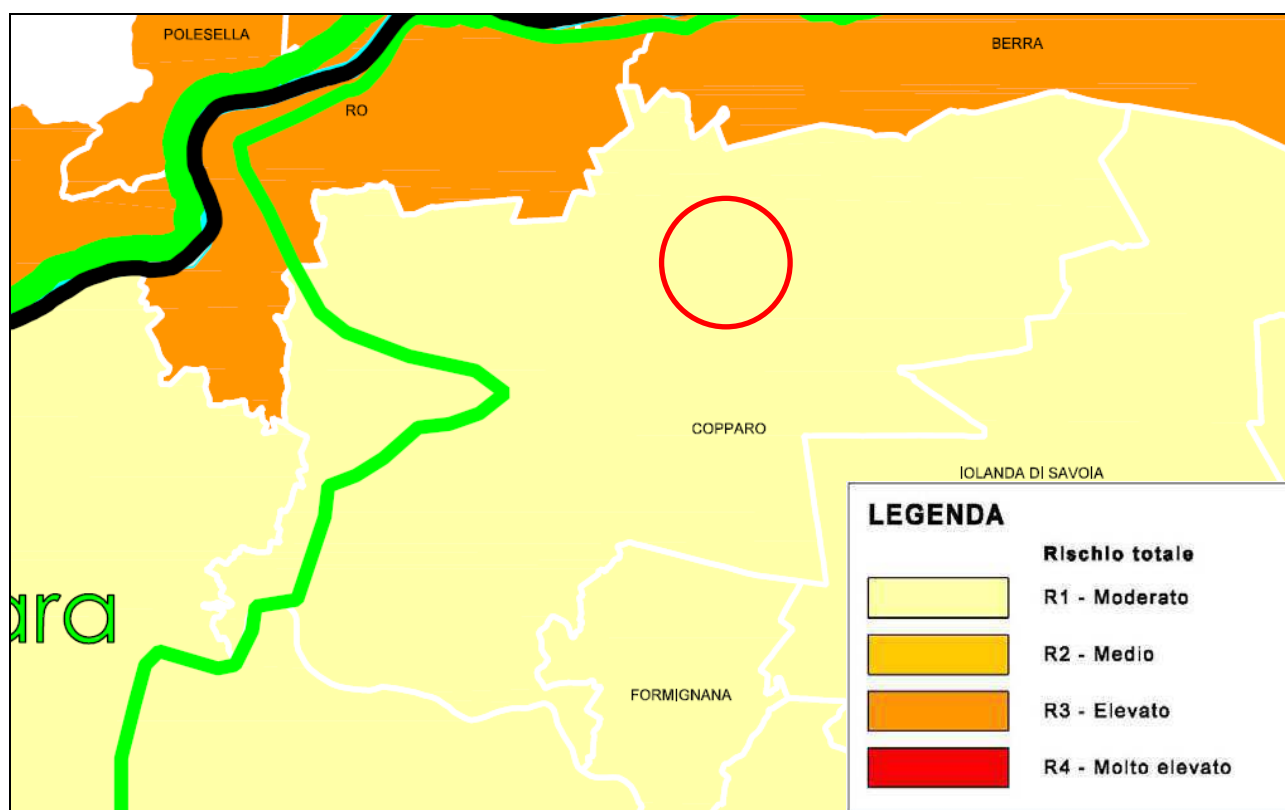 POLESELLA
BERRA
RO
COPPARO
IOLANDA DI SAVOIA
LEGENDA
Rischio totale
R1 - Moderato
ara
R2 - Medio
FORMIGNANA
R3 - Elevato
R4 - Molto elevato